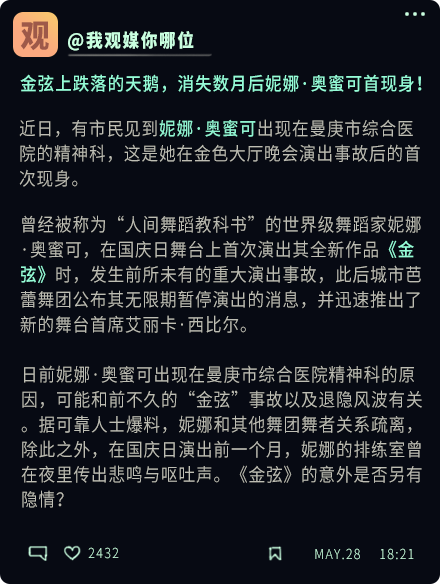 观
@我观媒你哪位
金弦上跌落的天鹅，消失数月后妮娜·奥蜜可首现身！
近日，有市民见到妮娜·奥蜜可出现在曼庚市综合医
院的精神科，这是她在金色大厅晚会演出事故后的首
次现身。
曾经被称为“人间舞蹈教科书”的世界级舞蹈家妮娜
·奥蜜可，在国庆日舞台上首次演出其全新作品《金
弦》时，发生前所未有的重大演出事故，此后城市芭
蕾舞团公布其无限期暂停演出的消息，并迅速推出了
新的舞台首席艾丽卡·西比尔。
日前妮娜·奥蜜可出现在曼庚市综合医院精神科的原
因，可能和前不久的“金弦”事故以及退隐风波有关
。据可靠人士爆料，妮娜和其他舞团舞者关系疏离，
除此之外，在国庆日演出前一个月，妮娜的排练室曾
在夜里传出悲鸣与呕吐声。《金弦》的意外是否另有
隐情？
2432
MAY.28 18:21